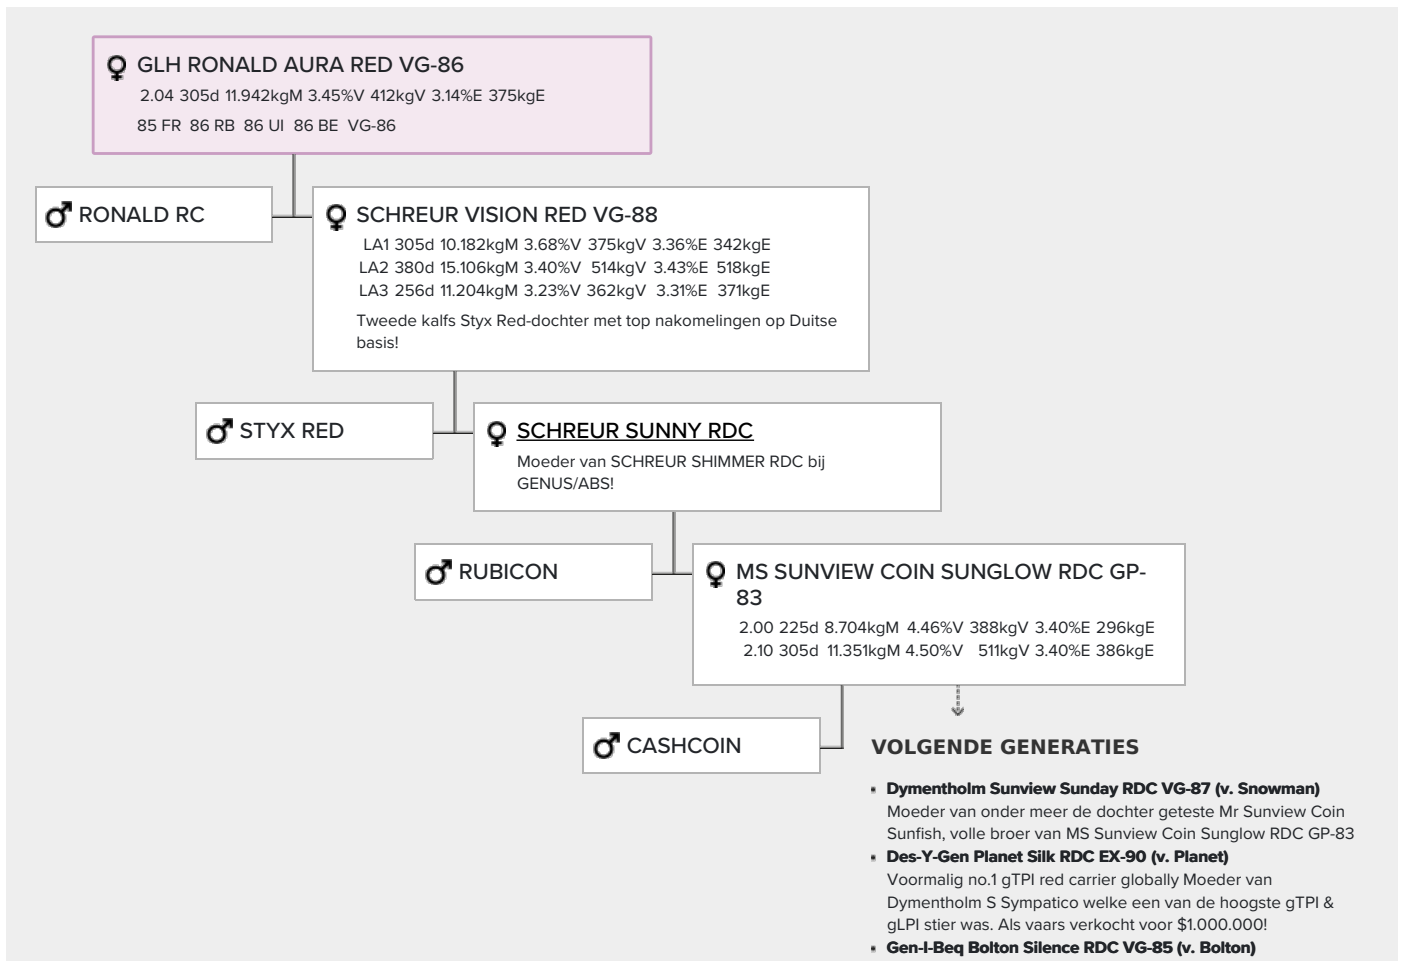 GLH RONALD AURA RED VG-86
2.04 305d 11.942kgM 3.45%V 412kgV 3.14%E 375kgE
85 FR 86 RB 86 UI 86 BE VG-86
RONALD RC
SCHREUR VISION RED VG-88
LA1 305d 10.182kgM 3.68%V 375kgV 3.36%E 342kgE
LA2 380d 15.106kgM 3.40%V 514kgV 3.43%E 518kgE
LA3 256d 11.204kgM 3.23%V 362kgV 3.31%E 371kgE
Tweede kalfs Styx Red-dochter met top nakomelingen op Duitse
basis!
STYX RED
SCHREUR SUNNY RDC
Moeder van SCHREUR SHIMMER RDC bij
GENUS/ABS!
RUBICON
MS SUNVIEW COIN SUNGLOW RDC GP-
83
2.00 225d 8.704kgM 4.46%V 388kgV 3.40%E 296kgE
2.10 305d 11.351kgM 4.50%V 511kgV 3.40%E 386kgE
CASHCOIN
VOLGENDE GENERATIES
▪ Dymentholm Sunview Sunday RDC VG-87 (v. Snowman)
Moeder van onder meer de dochter geteste Mr Sunview Coin
Sunfish, volle broer van MS Sunview Coin Sunglow RDC GP-83
▪ Des-Y-Gen Planet Silk RDC EX-90 (v. Planet)
Voormalig no.1 gTPI red carrier globally Moeder van
Dymentholm S Sympatico welke een van de hoogste gTPI &
gLPI stier was. Als vaars verkocht voor $1.000.000!
▪ Gen-I-Beq Bolton Silence RDC VG-85 (v. Bolton)